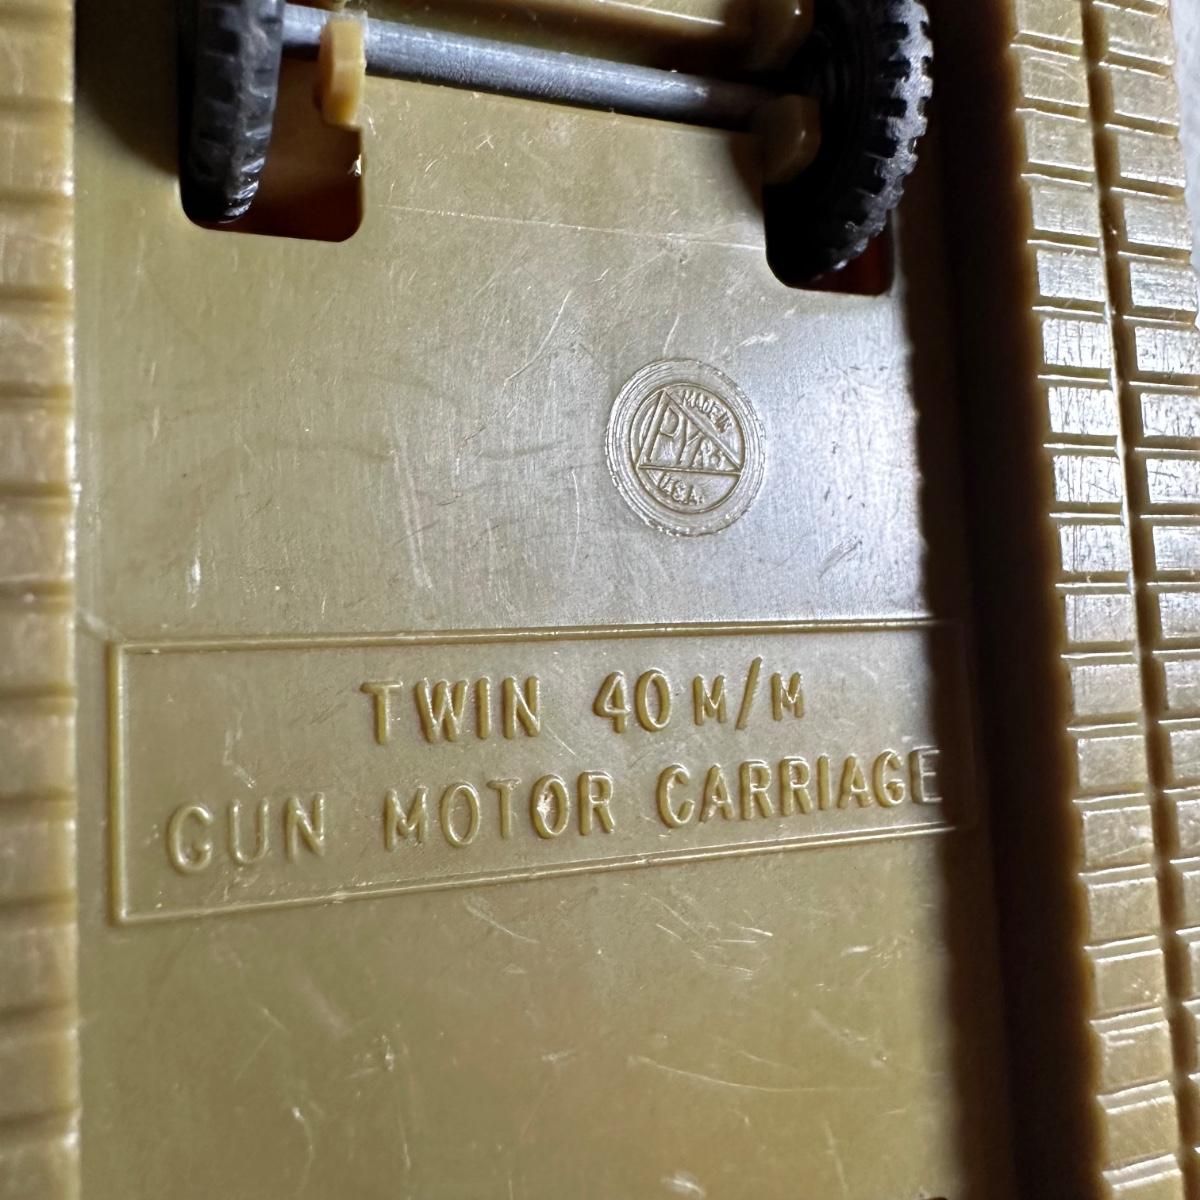 MADE IN
PYRO
U.S.A.
TWIN 40 M/M
GUN MOTOR CARRIAGE